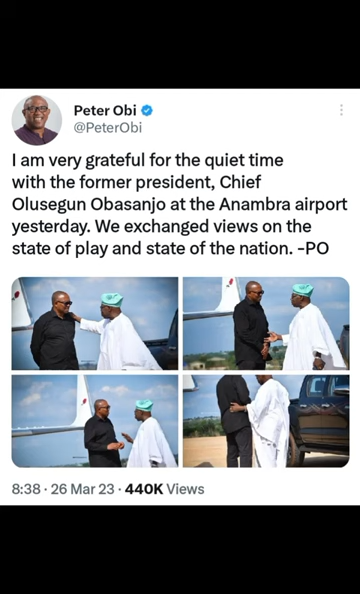 Peter Obi
@PeterObi
I am very grateful for the quiet time
with the former president, Chief
Olusegun Obasanjo at the Anambra airport
yesterday. We exchanged views on the
state of play and state of the nation. -PO
8:38 · 26 Mar 23 · 440K Views